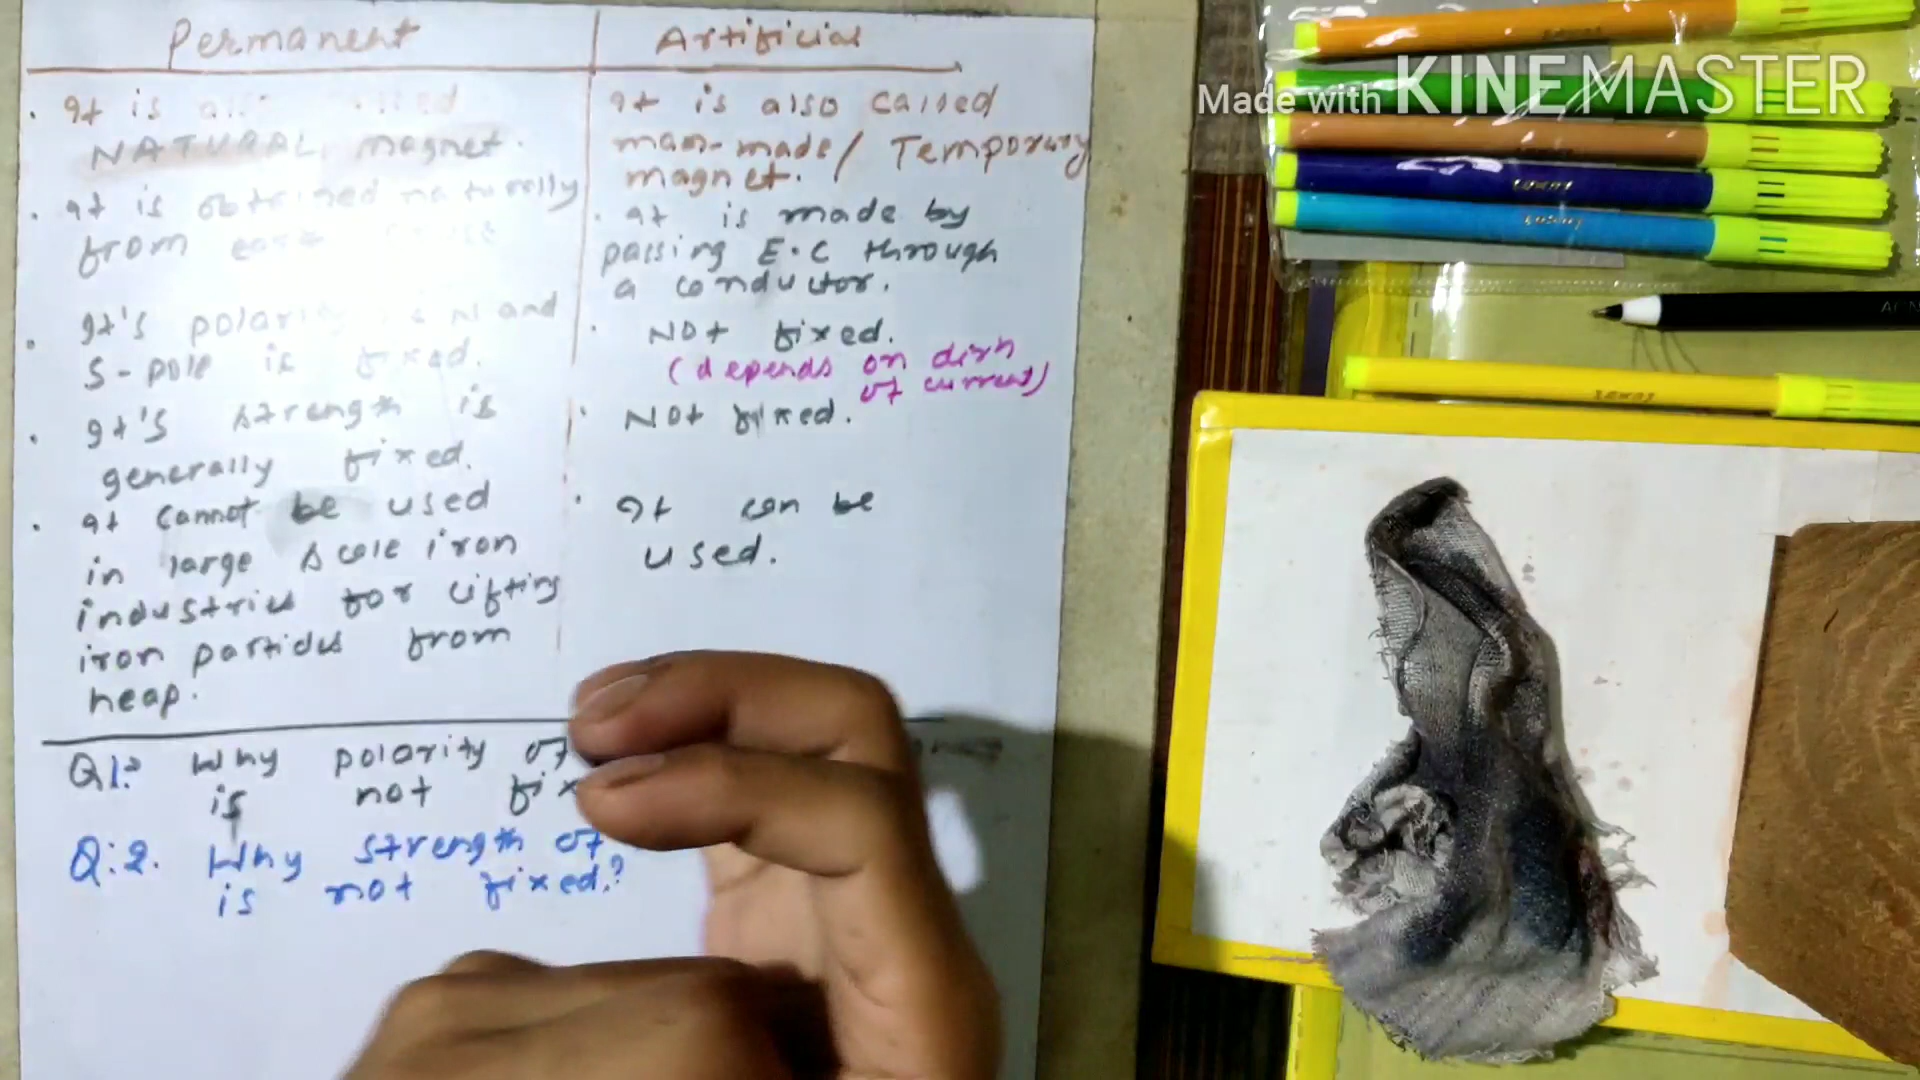 Permanent
Artificial
. It is called
NATURAL magnet.
. It is obtained naturally
from
. It's polarity N and
S-pole is fixed.
. It's strength is
generally fixed.
. It cannot be used
in large scale iron
industries for lifting
iron particles from
heap.
It is also called
man-made/ Temporary
magnet.
. It is made by
passing E.C through
a conductor.
. Not fixed.
(depends on dirn
of current)
. Not fixed.
. It can be
used.
Q1: Why polarity of
is not
Q:2. Why strength of
is not fixed?
Made with KINEMASTER